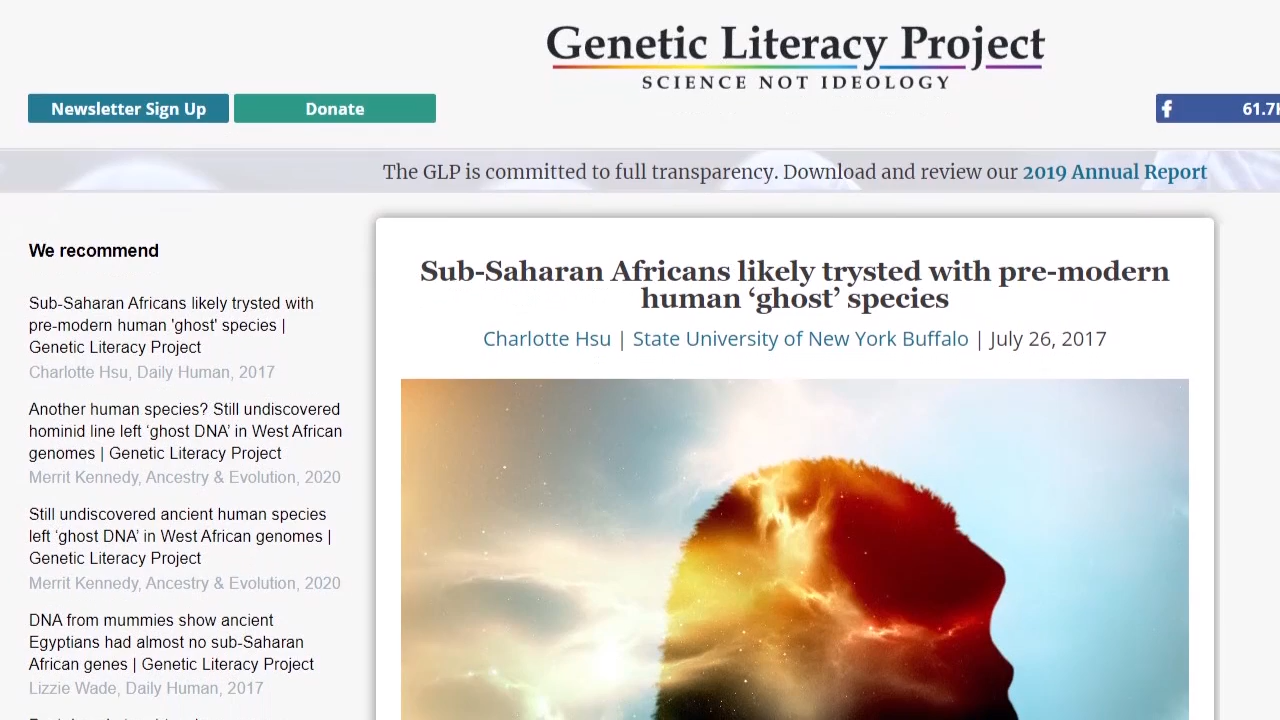 Genetic Literacy Project
SCIENCE NOT IDEOLOGY
Newsletter Sign Up
Donate
f 61.7K
The GLP is committed to full transparency. Download and review our 2019 Annual Report
We recommend
Sub-Saharan Africans likely trysted with
pre-modern human 'ghost' species |
Genetic Literacy Project
Charlotte Hsu, Daily Human, 2017
Another human species? Still undiscovered
hominid line left ‘ghost DNA’ in West African
genomes | Genetic Literacy Project
Merrit Kennedy, Ancestry & Evolution, 2020
Still undiscovered ancient human species
left ‘ghost DNA’ in West African genomes |
Genetic Literacy Project
Merrit Kennedy, Ancestry & Evolution, 2020
DNA from mummies show ancient
Egyptians had almost no sub-Saharan
African genes | Genetic Literacy Project
Lizzie Wade, Daily Human, 2017
Sub-Saharan Africans likely trysted with pre-modern
human ‘ghost’ species
Charlotte Hsu | State University of New York Buffalo | July 26, 2017